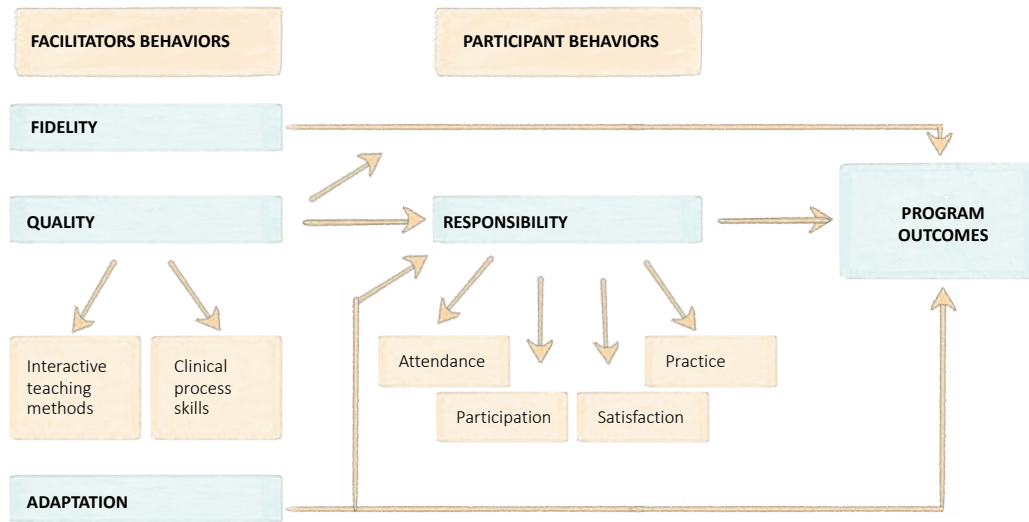 FACILITATORS BEHAVIORS
PARTICIPANT BEHAVIORS
FIDELITY
QUALITY
RESPONSIBILITY
PROGRAM
OUTCOMES
Interactive
teaching
methods
Clinical
process
skills
Attendance
Practice
Participation
Satisfaction
ADAPTATION